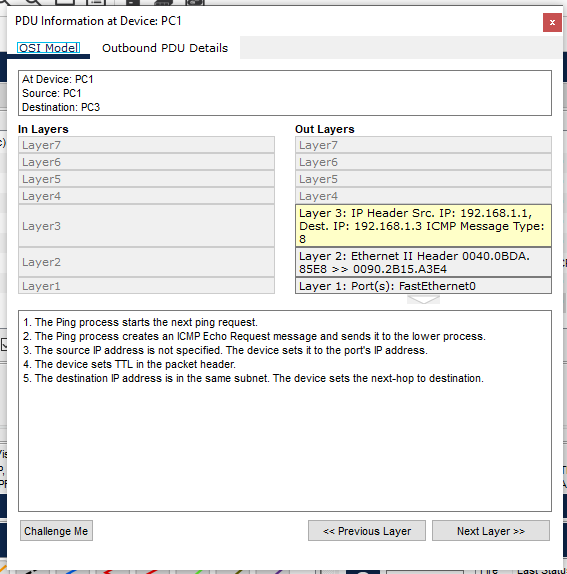 PDU Information at Device: PC1
x
OSI Model
Outbound PDU Details
At Device: PC1
Source: PC1
Destination: PC3
In Layers
Out Layers
Layer7
Layer7
Layer6
Layer6
Layer5
Layer5
Layer4
Layer4
Layer3
Layer 3: IP Header Src. IP: 192.168.1.1,
Dest. IP: 192.168.1.3 ICMP Message Type:
8
Layer2
Layer 2: Ethernet II Header 0040.0BDA.
85E8 >> 0090.2B15.A3E4
Layer1
Layer 1: Port(s): FastEthernet0
1. The Ping process starts the next ping request.
2. The Ping process creates an ICMP Echo Request message and sends it to the lower process.
3. The source IP address is not specified. The device sets it to the port's IP address.
4. The device sets TTL in the packet header.
5. The destination IP address is in the same subnet. The device sets the next-hop to destination.
Challenge Me
<< Previous Layer
Next Layer >>
Fire
Last Status